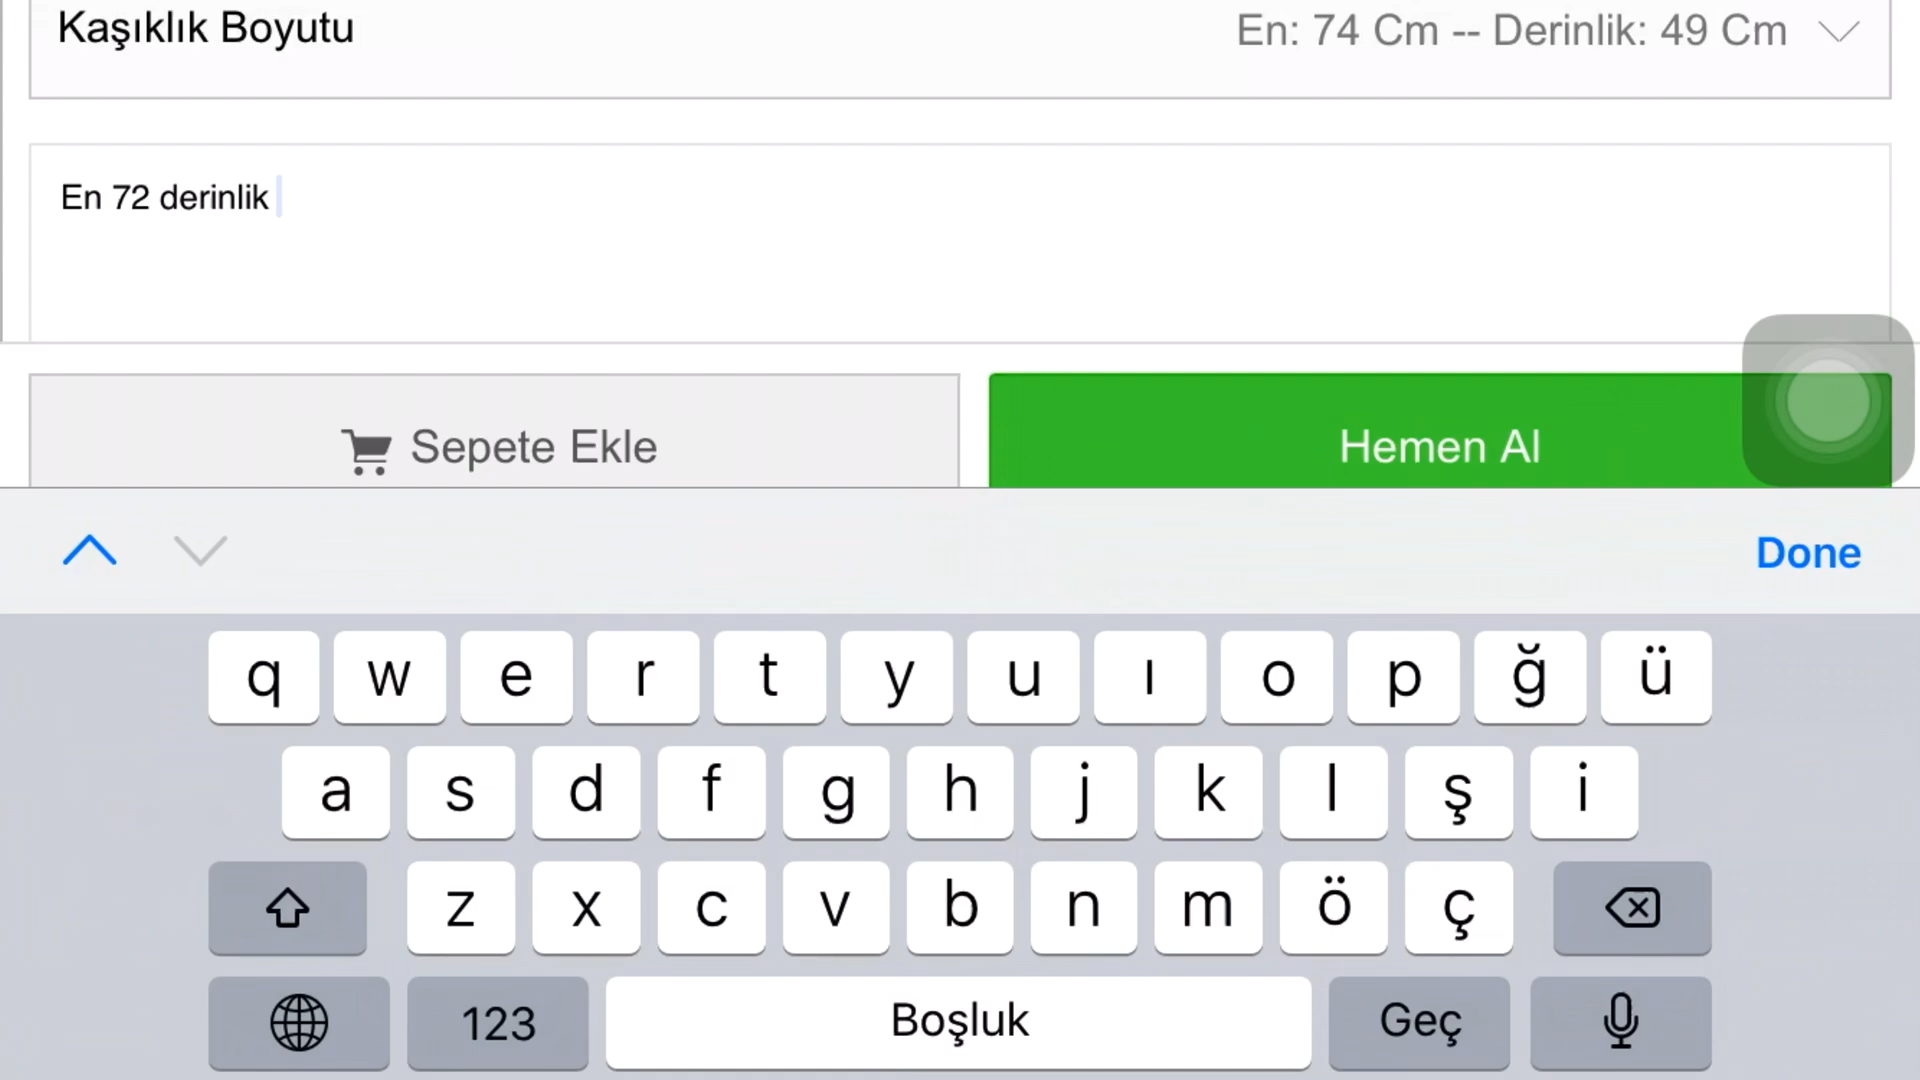 Kaşıklık Boyutu
En: 74 Cm -- Derinlik: 49 Cm
En 72 derinlik
Sepete Ekle
Hemen Al
Done
q w e r t y u ı o p ğ ü
a s d f g h j k l ş i
z x c v b n m ö ç
123 Boşluk Geç